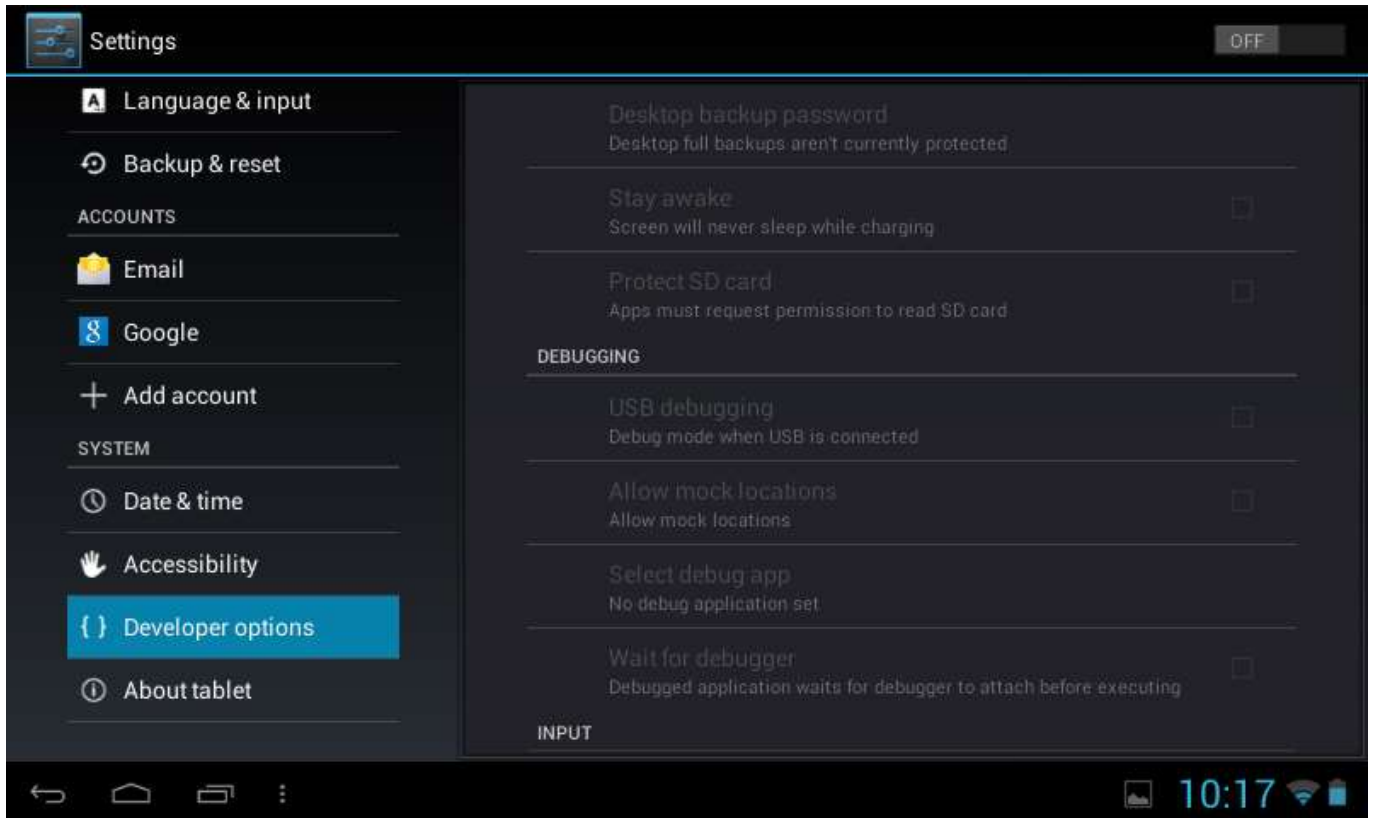 Settings
OFF
Language & input
Backup & reset
ACCOUNTS
Email
Google
Add account
SYSTEM
Date & time
Accessibility
{ } Developer options
About tablet
Desktop backup password
Desktop full backups aren't currently protected
Stay awake
Screen will never sleep while charging
Protect SD card
Apps must request permission to read SD card
DEBUGGING
USB debugging
Debug mode when USB is connected
Allow mock locations
Allow mock locations
Select debug app
No debug application set
Wait for debugger
Debugged application waits for debugger to attach before executing
INPUT
10:17